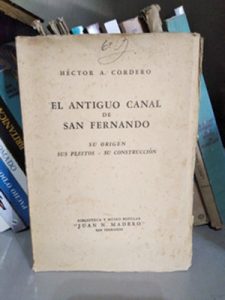 HÉCTOR A. CORDERO
EL ANTIGUO CANAL
DE
SAN FERNANDO
SU ORIGEN
SUS PLEITOS - SU CONSTRUCCIÓN
BIBLIOTECA Y MUSEO POPULAR
"JUAN N. MADERO"
SAN FERNANDO